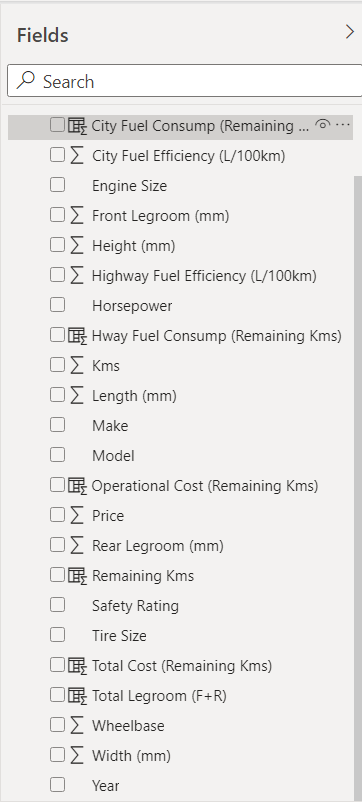 Fields
Search
City Fuel Consump (Remaining ...
City Fuel Efficiency (L/100km)
Engine Size
Front Legroom (mm)
Height (mm)
Highway Fuel Efficiency (L/100km)
Horsepower
Hway Fuel Consump (Remaining Kms)
Kms
Length (mm)
Make
Model
Operational Cost (Remaining Kms)
Price
Rear Legroom (mm)
Remaining Kms
Safety Rating
Tire Size
Total Cost (Remaining Kms)
Total Legroom (F+R)
Wheelbase
Width (mm)
Year